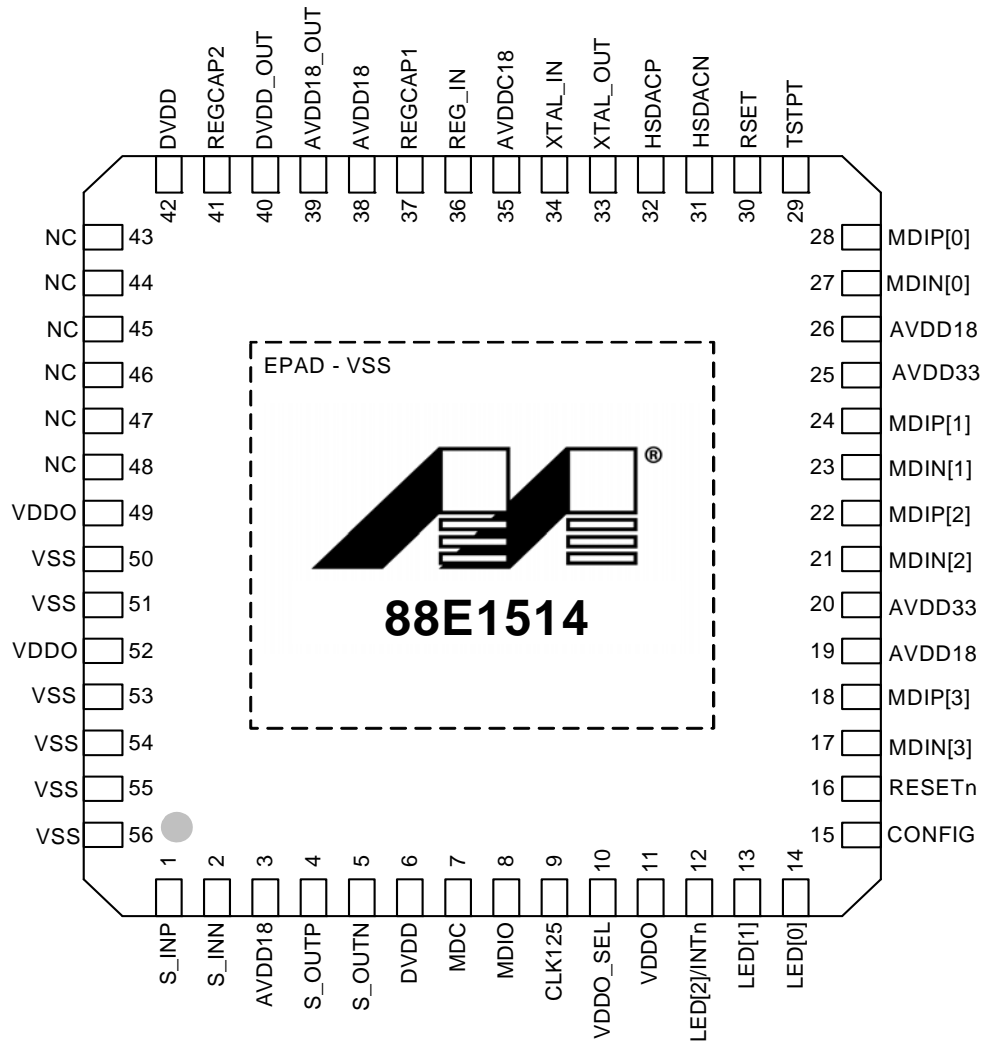 DVDD
REGCAP2
DVDD_OUT
AVDD18_OUT
AVDD18
REGCAP1
REG_IN
AVDDC18
XTAL_IN
XTAL_OUT
HSDACP
HSDACN
RSET
TSTPT
42
41
40
39
38
37
36
35
34
33
32
31
30
29
NC 43
NC 44
NC 45
NC 46
NC 47
NC 48
VDDO 49
VSS 50
VSS 51
VDDO 52
VSS 53
VSS 54
VSS 55
VSS 56
EPAD - VSS
®
88E1514
28 MDIP[0]
27 MDIN[0]
26 AVDD18
25 AVDD33
24 MDIP[1]
23 MDIN[1]
22 MDIP[2]
21 MDIN[2]
20 AVDD33
19 AVDD18
18 MDIP[3]
17 MDIN[3]
16 RESETn
15 CONFIG
1
2
3
4
5
6
7
8
9
10
11
12
13
14
S_INP
S_INN
AVDD18
S_OUTP
S_OUTN
DVDD
MDC
MDIO
CLK125
VDDO_SEL
VDDO
LED[2]/INTn
LED[1]
LED[0]